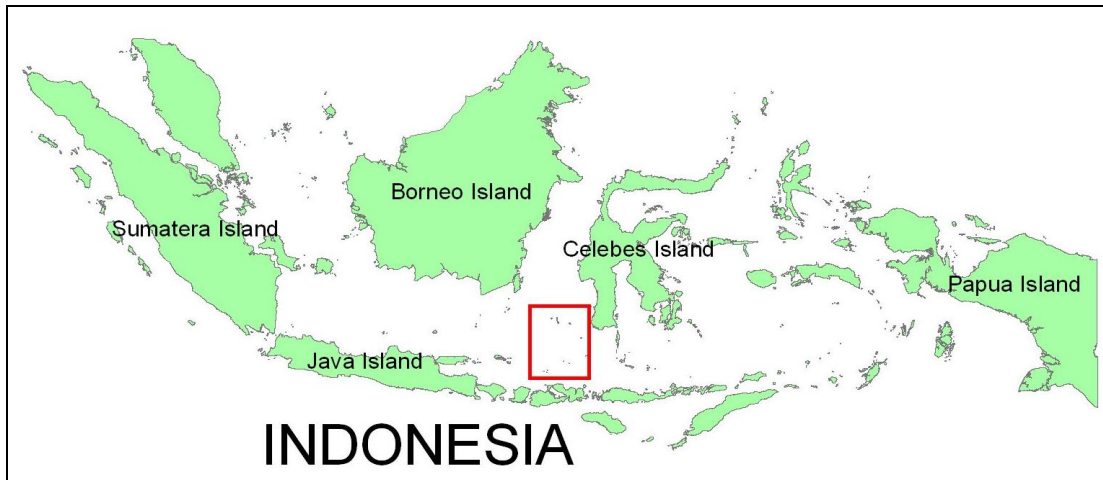 Borneo Island
Sumatera Island
Celebes Island
Papua Island
Java Island
INDONESIA